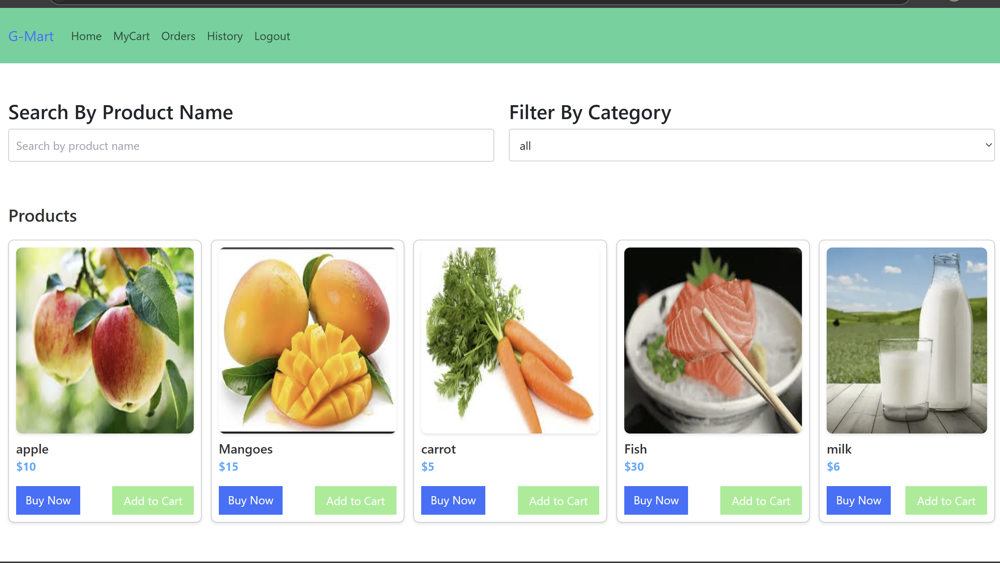 G-Mart Home MyCart Orders History Logout
Search By Product Name
Search by product name
Filter By Category
all
Products
apple
$10
Buy Now Add to Cart
Mangoes
$15
Buy Now Add to Cart
carrot
$5
Buy Now Add to Cart
Fish
$30
Buy Now Add to Cart
milk
$6
Buy Now Add to Cart